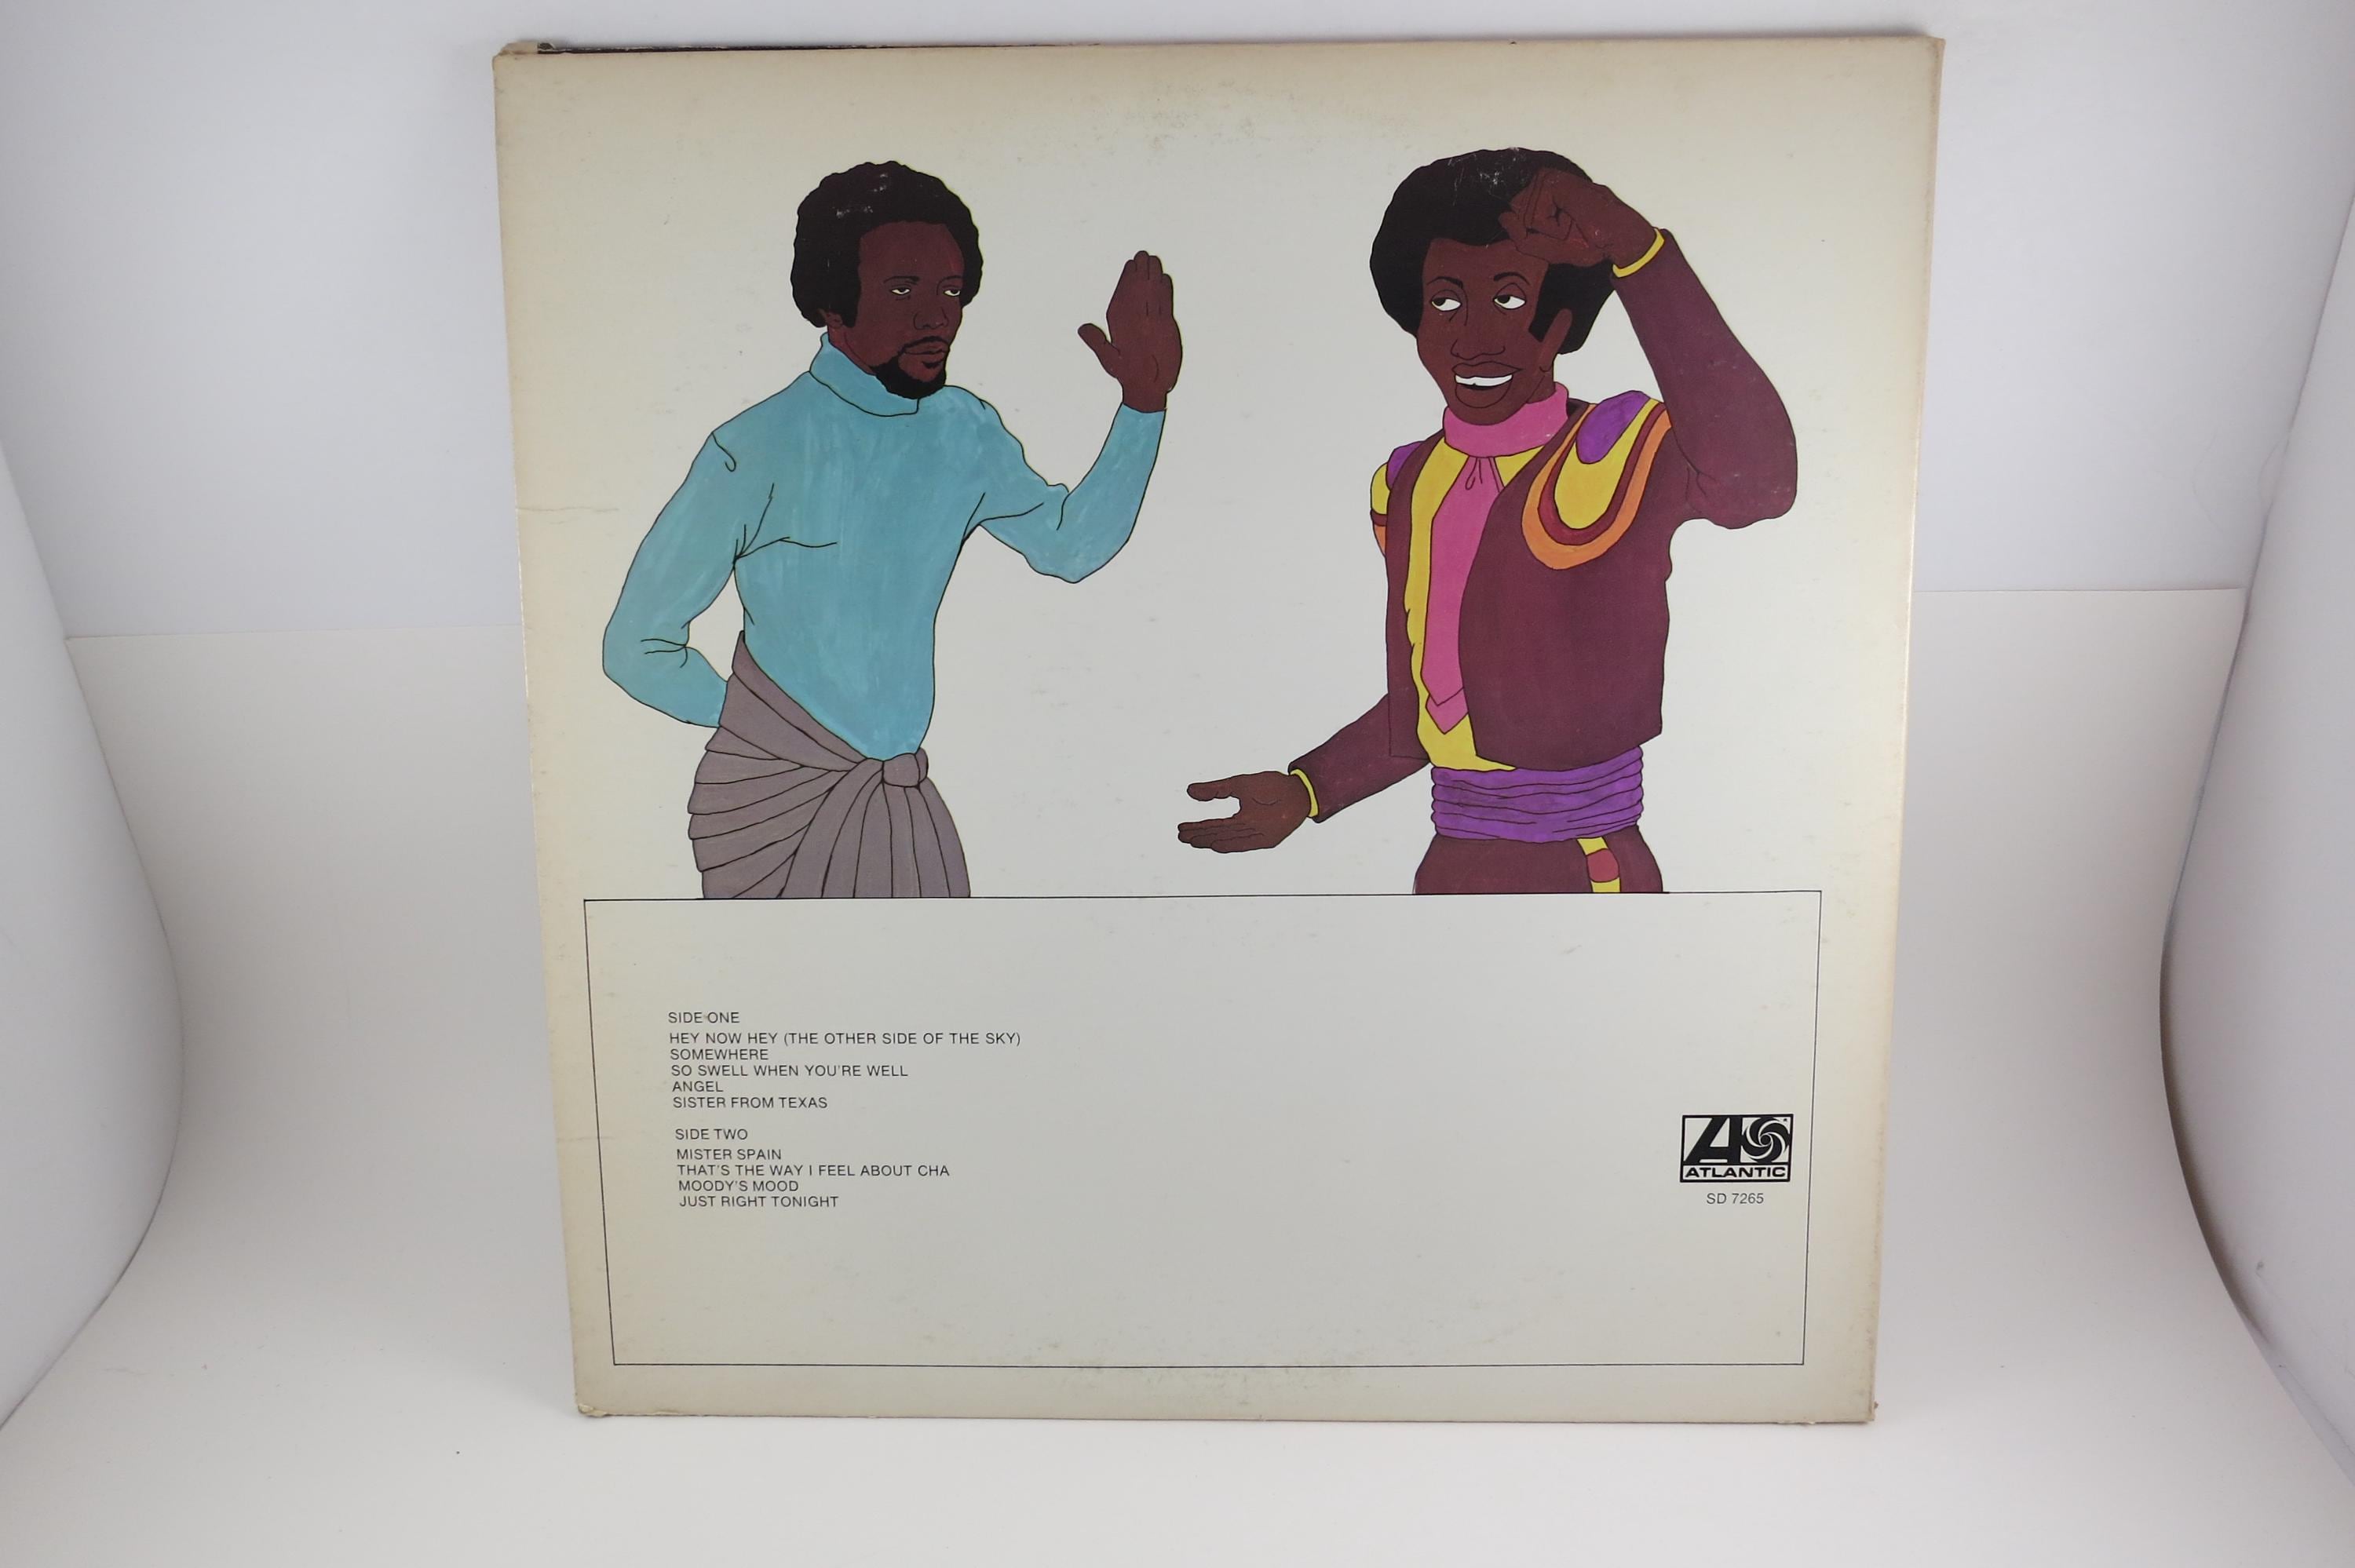 SIDE ONE
HEY NOW HEY (THE OTHER SIDE OF THE SKY)
SOMEWHERE
SO SWELL WHEN YOU'RE WELL
ANGEL
SISTER FROM TEXAS
SIDE TWO
MISTER SPAIN
THAT'S THE WAY I FEEL ABOUT CHA
MOODY'S MOOD
JUST RIGHT TONIGHT
ATLANTIC
SD 7265